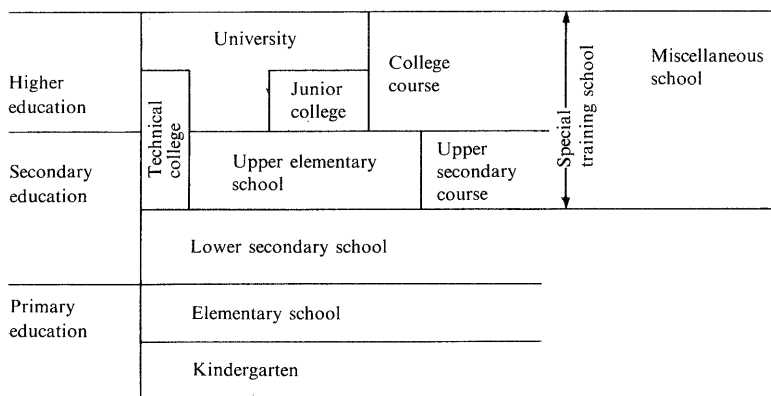 University
College
course
Miscellaneous
school
Higher
education
Junior
college
Technical
college
Special
training school
Secondary
education
Upper elementary
school
Upper
secondary
course
Lower secondary school
Primary
education
Elementary school
Kindergarten